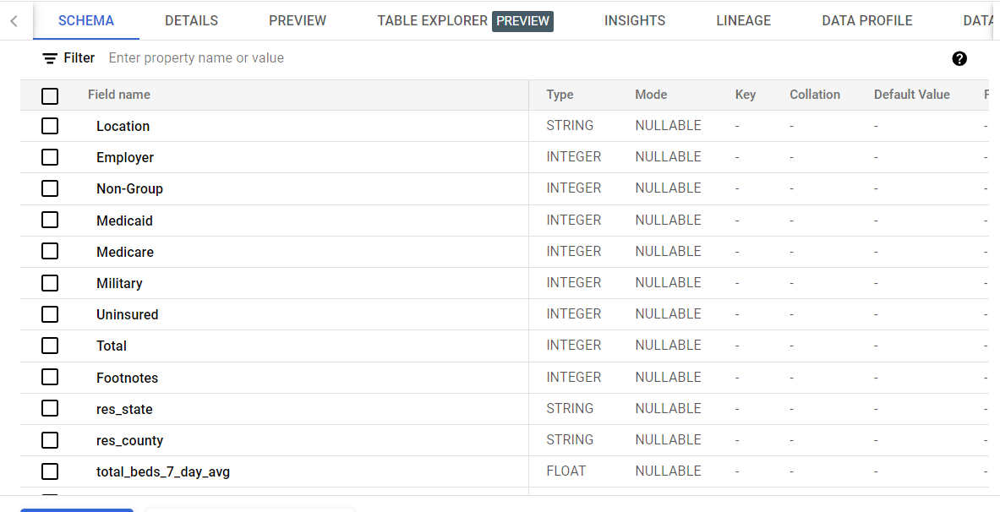 SCHEMA DETAILS PREVIEW TABLE EXPLORER PREVIEW INSIGHTS LINEAGE DATA PROFILE DATA
Filter Enter property name or value ?
Field name Type Mode Key Collation Default Value
Location STRING NULLABLE - - - -
Employer INTEGER NULLABLE - - - -
Non-Group INTEGER NULLABLE - - - -
Medicaid INTEGER NULLABLE - - - -
Medicare INTEGER NULLABLE - - - -
Military INTEGER NULLABLE - - - -
Uninsured INTEGER NULLABLE - - - -
Total INTEGER NULLABLE - - - -
Footnotes INTEGER NULLABLE - - - -
res_state STRING NULLABLE - - - -
res_county STRING NULLABLE - - - -
total_beds_7_day_avg FLOAT NULLABLE - - - -